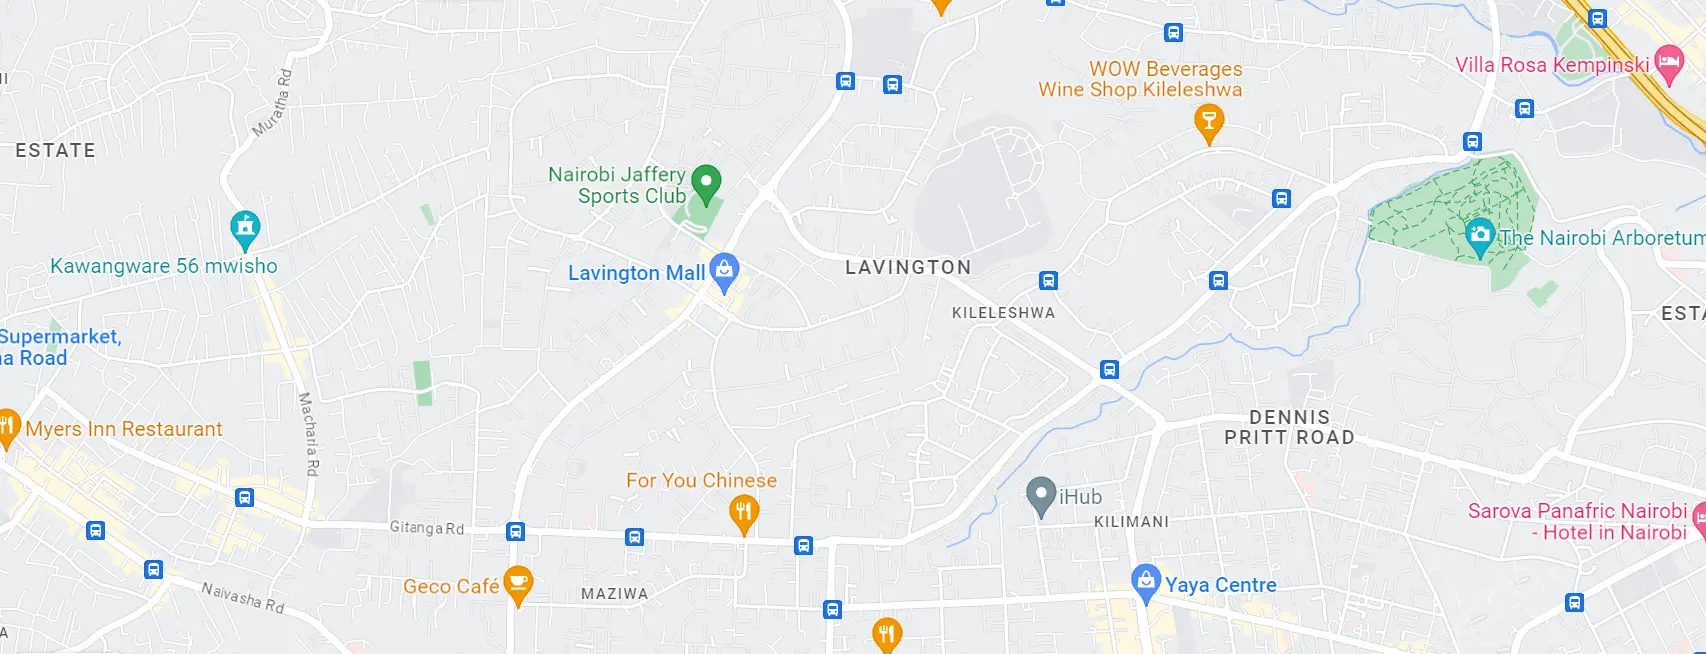 WOW Beverages
Wine Shop Kileleshwa
Villa Rosa Kempinski
Muratha Rd
ESTATE
Nairobi Jaffery
Sports Club
Kawangware 56 mwisho
Lavington Mall
LAVINGTON
The Nairobi Arboretum
KILELESHWA
ESTA
Supermarket,
na Road
Macharia Rd
Myers Inn Restaurant
DENNIS
PRITT ROAD
For You Chinese
iHub
KILIMANI
Sarova Panafric Nairobi
- Hotel in Nairobi
Gitanga Rd
Geco Café
MAZIWA
Yaya Centre
Naivasha Rd